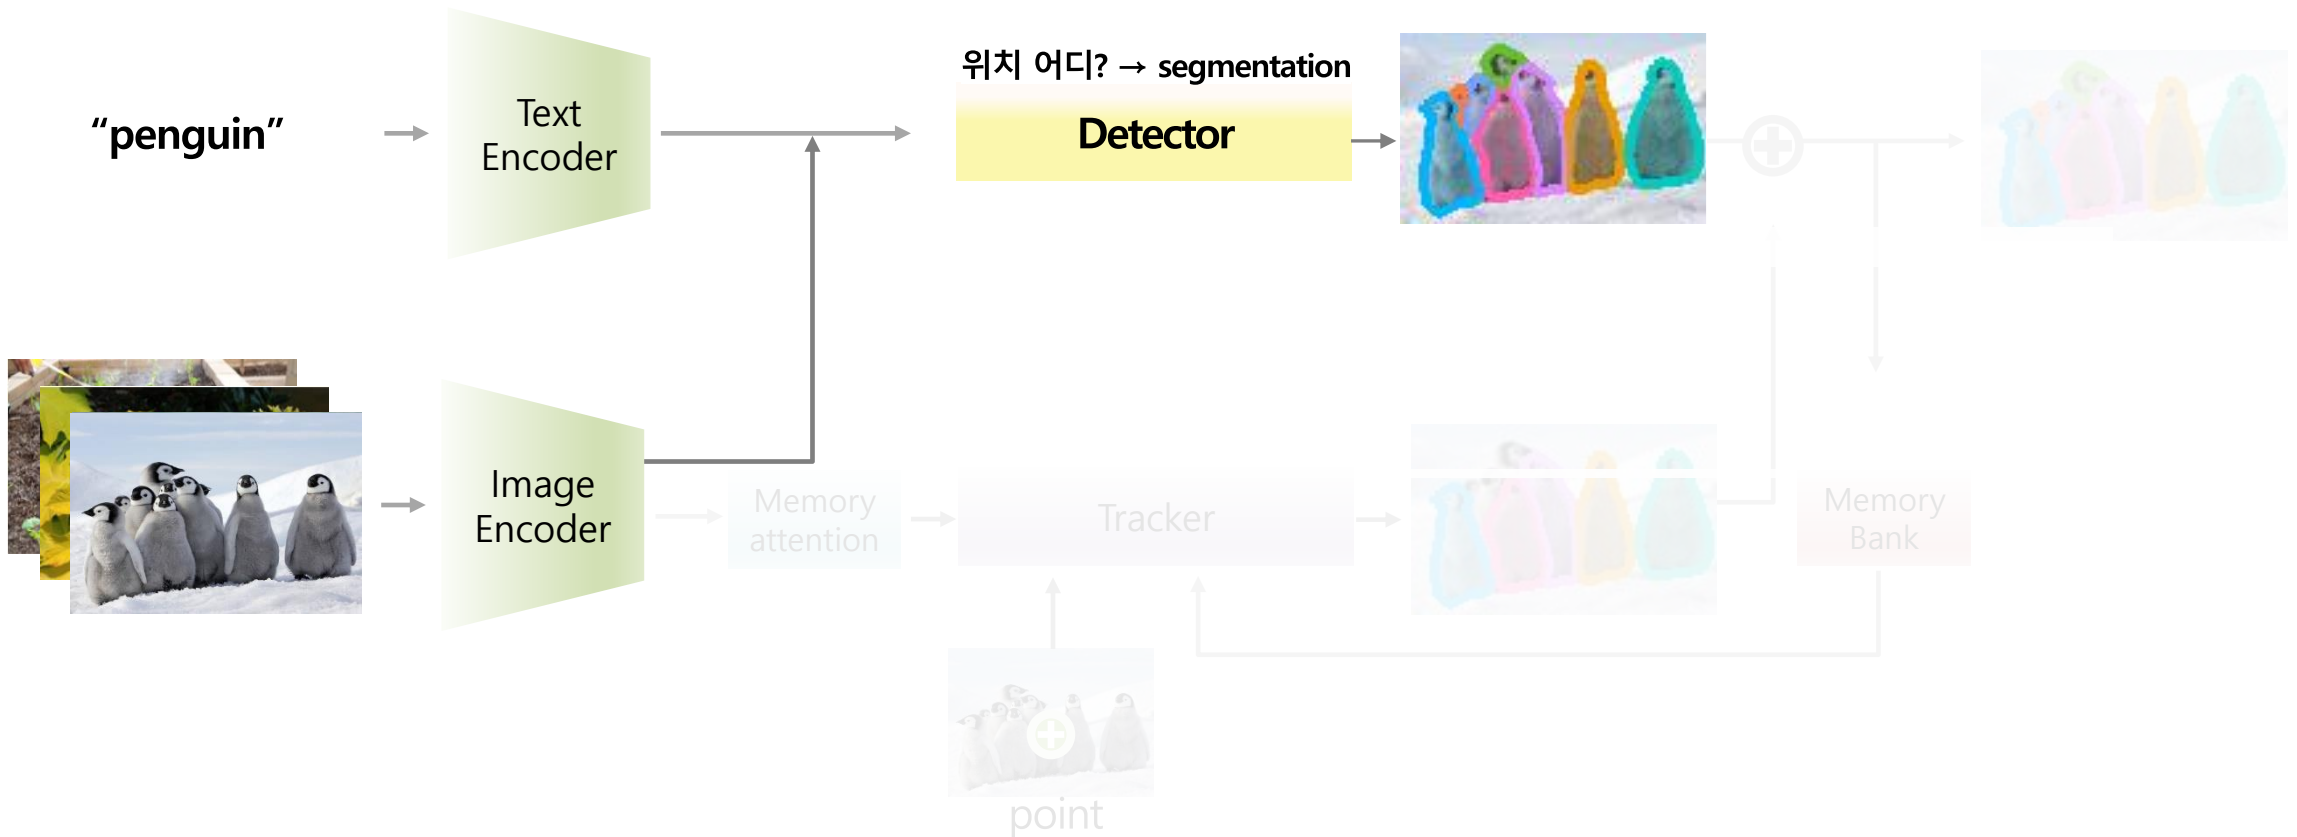 위치 어디? → segmentation
“penguin”
Text
Encoder
Detector
Image
Encoder
Memory
attention
Tracker
Memory
Bank
point